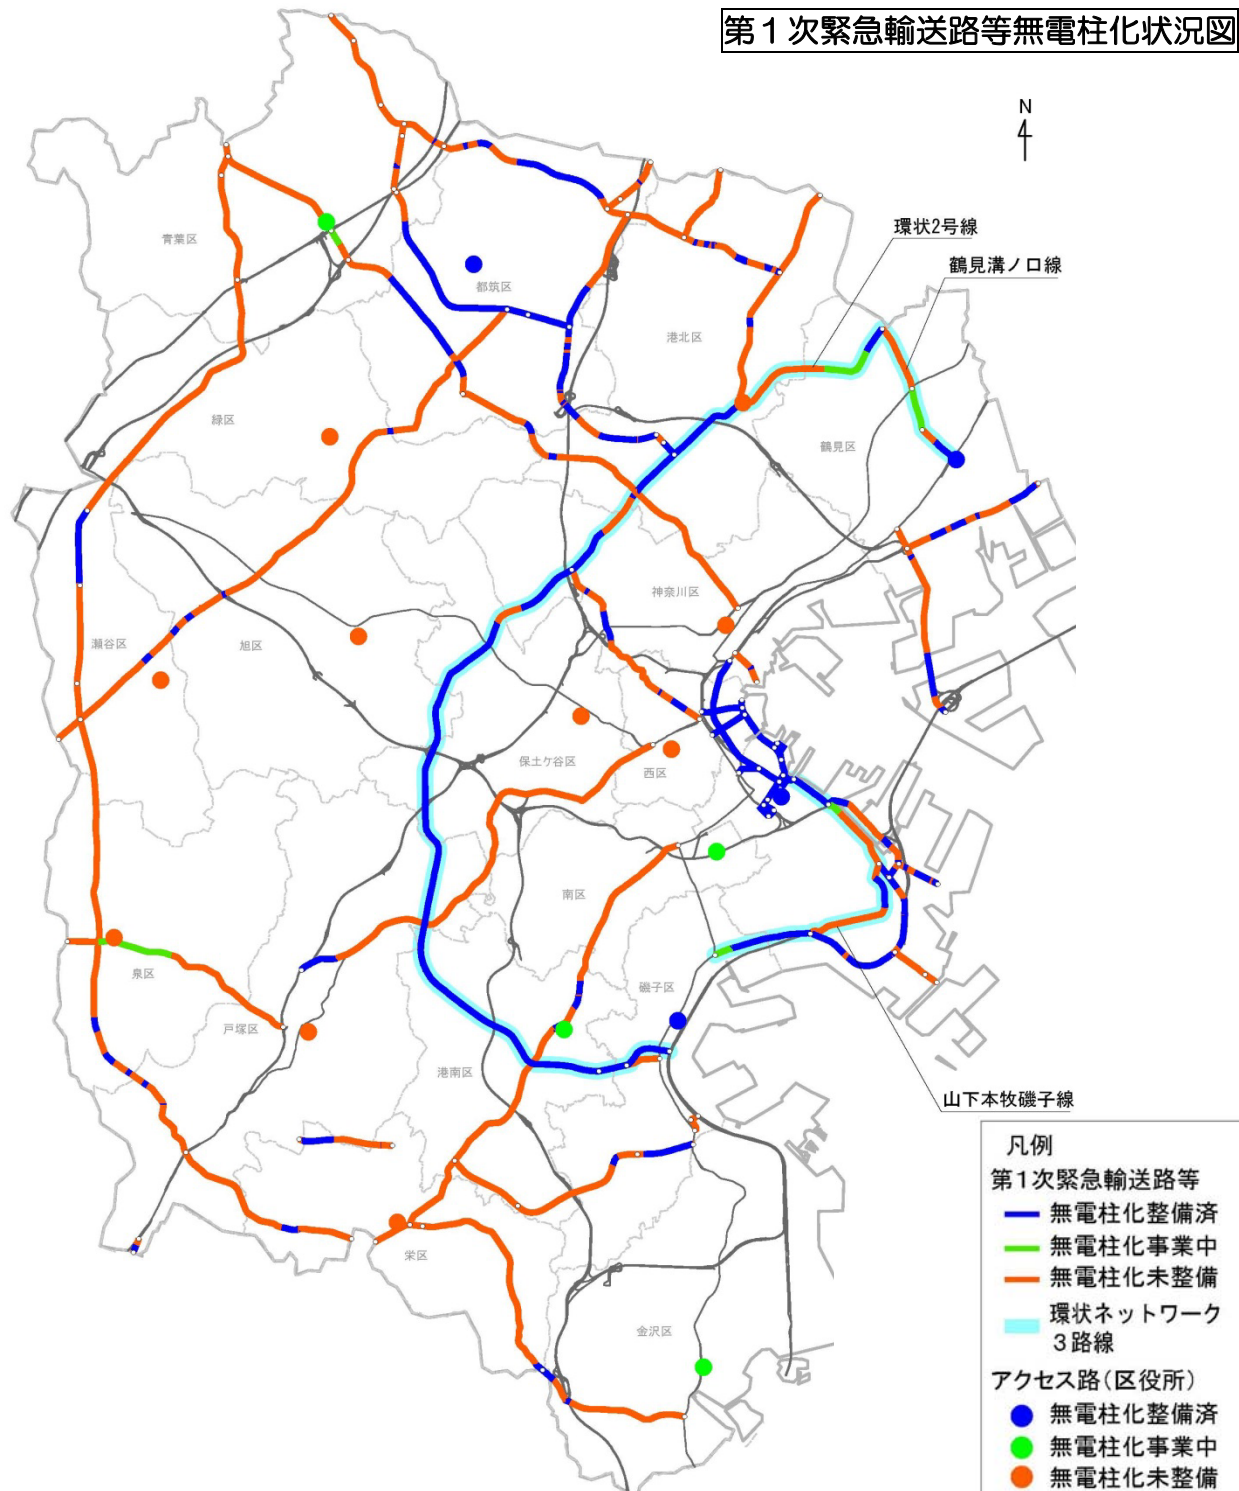 第１次緊急輸送路等無電柱化状況図
N
環状2号線
鶴見溝ノ口線
青葉区
都筑区
港北区
緑区
鶴見区
神奈川区
瀬谷区
旭区
保土ケ谷区
西区
南区
泉区
磯子区
戸塚区
港南区
山下本牧磯子線
栄区
金沢区
凡例
第１次緊急輸送路等
無電柱化整備済
無電柱化事業中
無電柱化未整備
環状ネットワーク
３路線
アクセス路（区役所）
無電柱化整備済
無電柱化事業中
無電柱化未整備